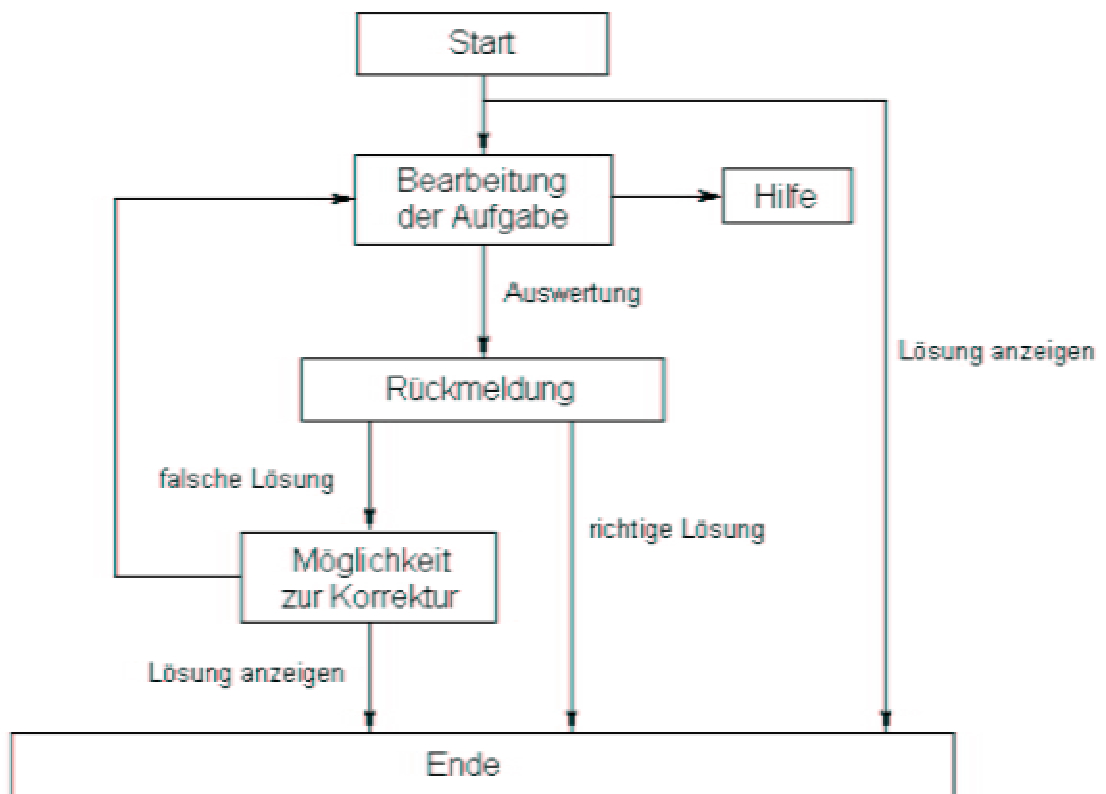 Start
Bearbeitung
der Aufgabe
Hilfe
Auswertung
Lösung anzeigen
Rückmeldung
falsche Lösung
richtige Lösung
Möglichkeit
zur Korrektur
Lösung anzeigen
Ende